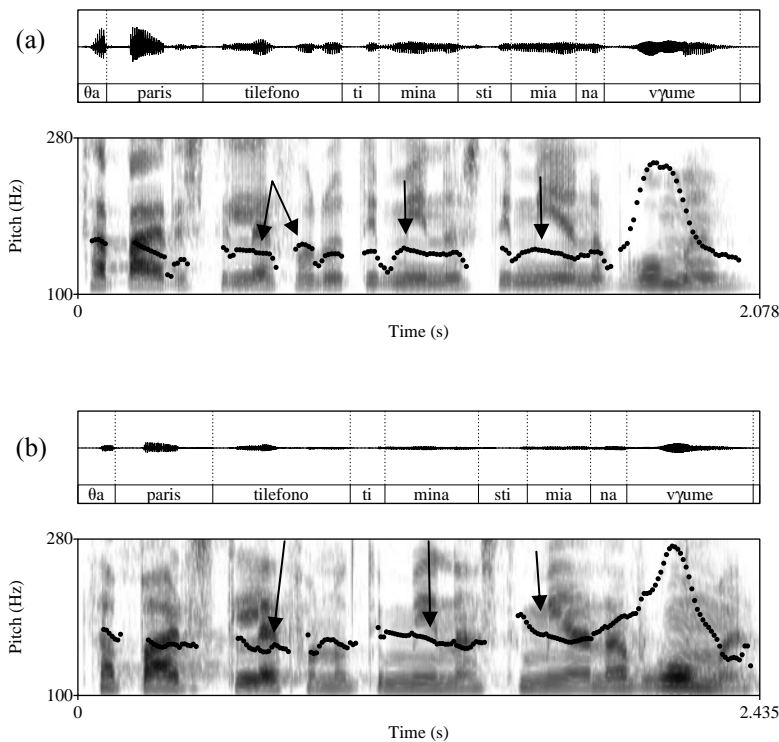 (a)
θa paris tilefono ti mina sti mia na vγume
280
Pitch (Hz)
100
0 2.078
Time (s)
(b)
θa paris tilefono ti mina sti mia na vγume
280
Pitch (Hz)
100
0 2.435
Time (s)